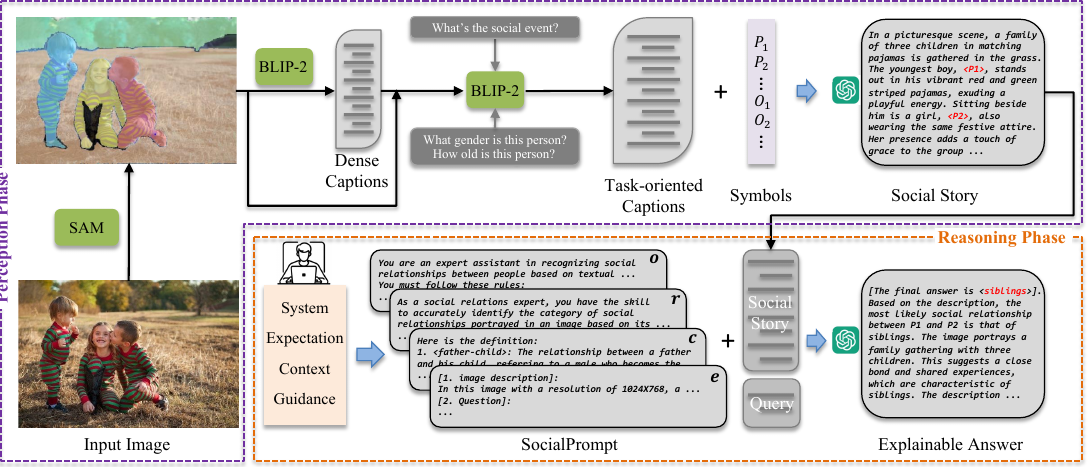 Perception Phase
SAM
Input Image
BLIP-2
Dense
Captions
What's the social event?
BLIP-2
What gender is this person?
How old is this person?
Task-oriented
Captions
+
P1
P2
⋮
O1
O2
⋮
Symbols
In a picturesque scene, a family
of three children in matching
pajamas is gathered in the grass.
The youngest boy, <P1>, stands
out in his vibrant red and green
striped pajamas, exuding a
playful energy. Sitting beside
him is a girl, <P2>, also
wearing the same festive attire.
Her presence adds a touch of
grace to the group ...
Social Story
Reasoning Phase
System
Expectation
Context
Guidance
o
You are an expert assistant in recognizing social
relationships between people based on textual ...
You must follow these rules:
...
r
As a social relations expert, you have the skill
to accurately identify the category of social
relationships portrayed in an image based on its ...
...
c
Here is the definition:
1. <father-child>: The relationship between a father
and his child, referring to a male who becomes the
...
e
[1. image description]:
In this image with a resolution of 1024X768, a ...
[2. Question]:
...
SocialPrompt
+
Social
Story
Query
[The final answer is <siblings>].
Based on the description, the
most likely social relationship
between P1 and P2 is that of
siblings. The image portrays a
family gathering with three
children. This suggests a close
bond and shared experiences,
which are characteristic of
siblings. The description ...
Explainable Answer